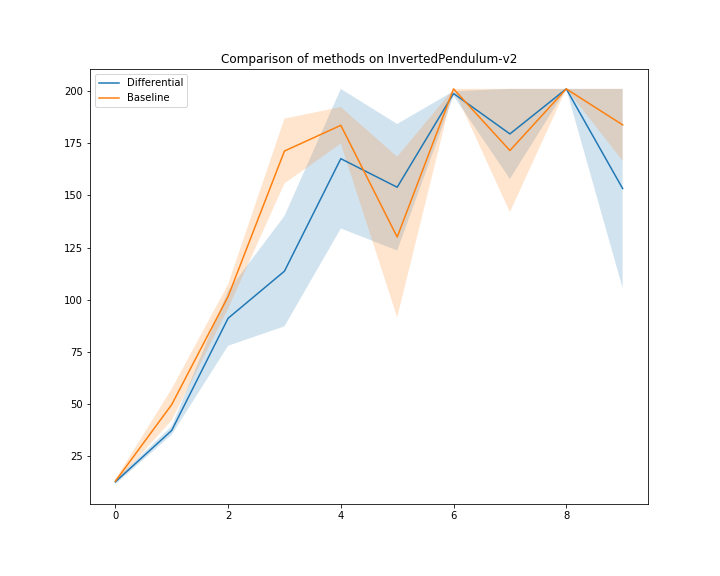 Comparison of methods on InvertedPendulum-v2
Differential
Baseline
200
175
150
125
100
75
50
25
0 2 4 6 8